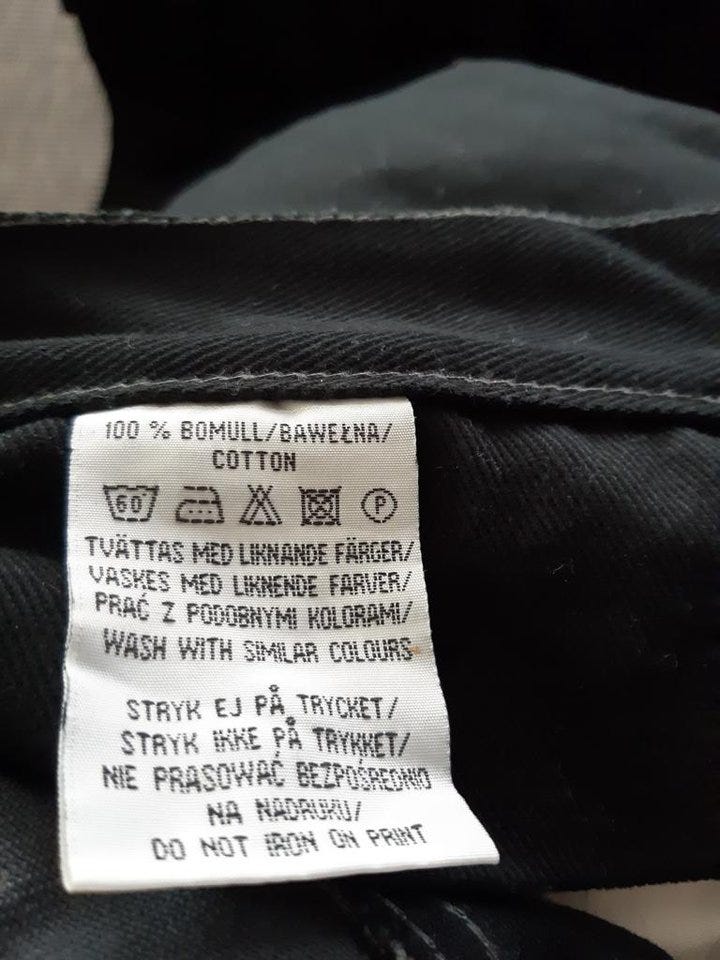 100 % BOMULL/BAWEŁNA/
COTTON
60 P
TVÄTTAS MED LIKNANDE FÄRGER/
VASKES MED LIKNENDE FARVER/
PRAĆ Z PODOBNYMI KOLORAMI/
WASH WITH SIMILAR COLOURS
STRYK EJ PÅ TRYCKET/
STRYK IKKE PÅ TRYKKET/
NIE PRASOWAĆ BEZPOŚREDNIO
NA NADRUKU/
DO NOT IRON ON PRINT